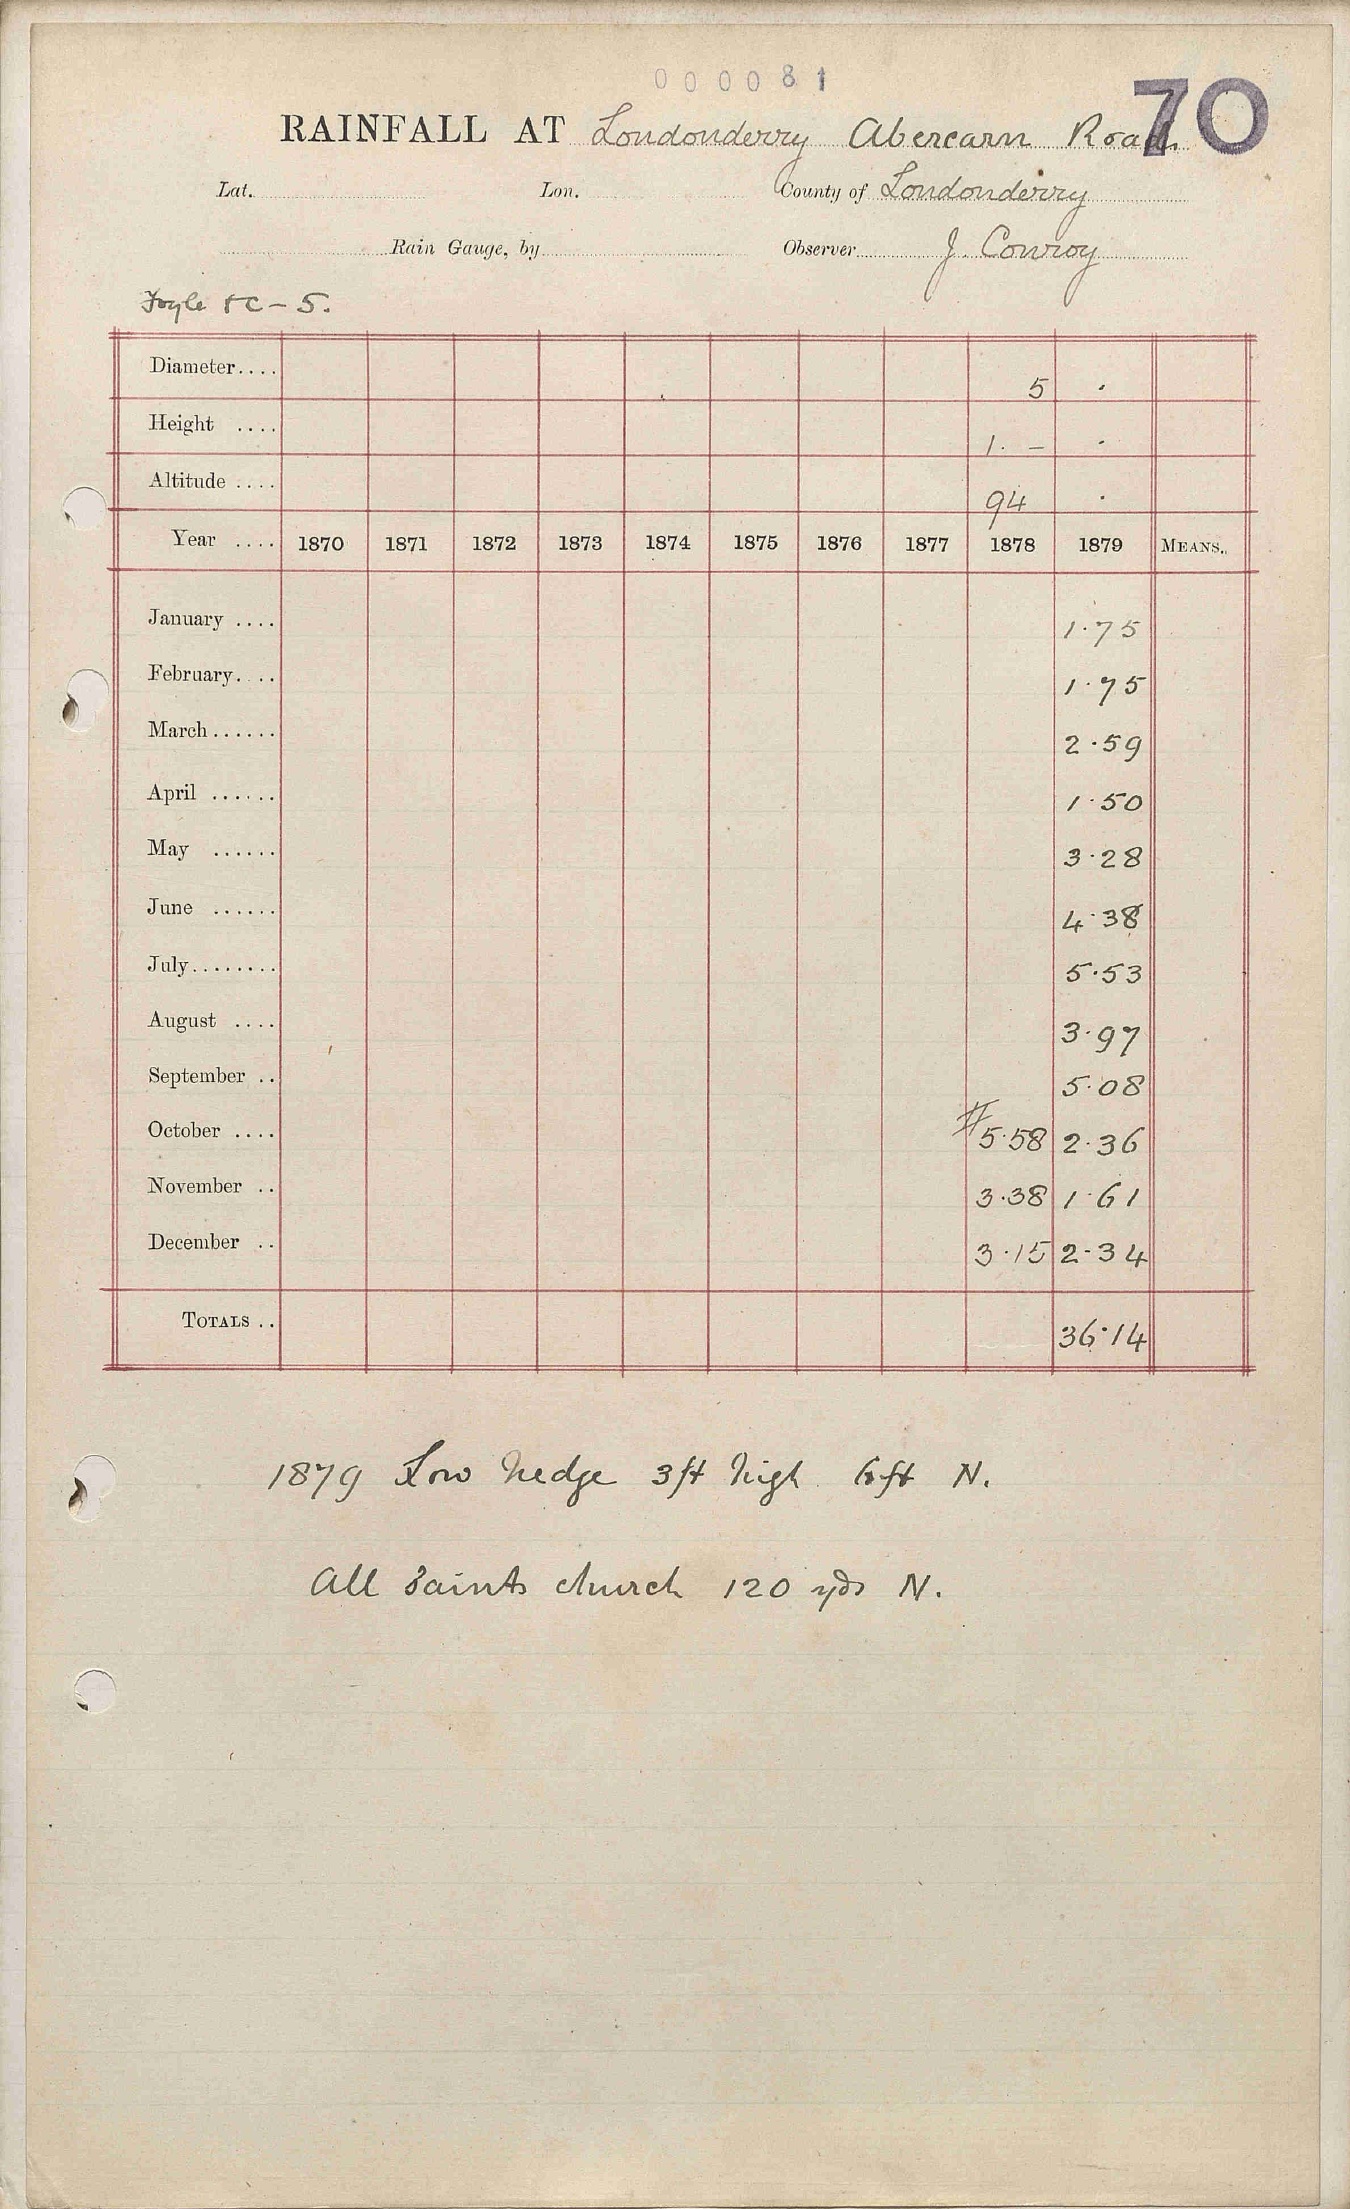 000081
70
RAINFALL AT Londonderry Abercarn Road.
Lat. Lon. County of Londonderry
Rain Gauge, by Observer J. Conroy
Foyle &c - 5.
Diameter.... 5 .
Height .... 1. - .
Altitude .... 94 .
Year .... 1870 1871 1872 1873 1874 1875 1876 1877 1878 1879 MEANS.
January .... 1.75
February.... 1.75
March...... 2.59
April ...... 1.50
May ...... 3.28
June ...... 4.38
July........ 5.53
August .... 3.97
September .. 5.08
October .... #5.58 2.36
November .. 3.38 1.61
December .. 3.15 2.34
TOTALS .. 36.14
1879 Low hedge 3ft high 6ft N.
All Saints church 120 yds N.